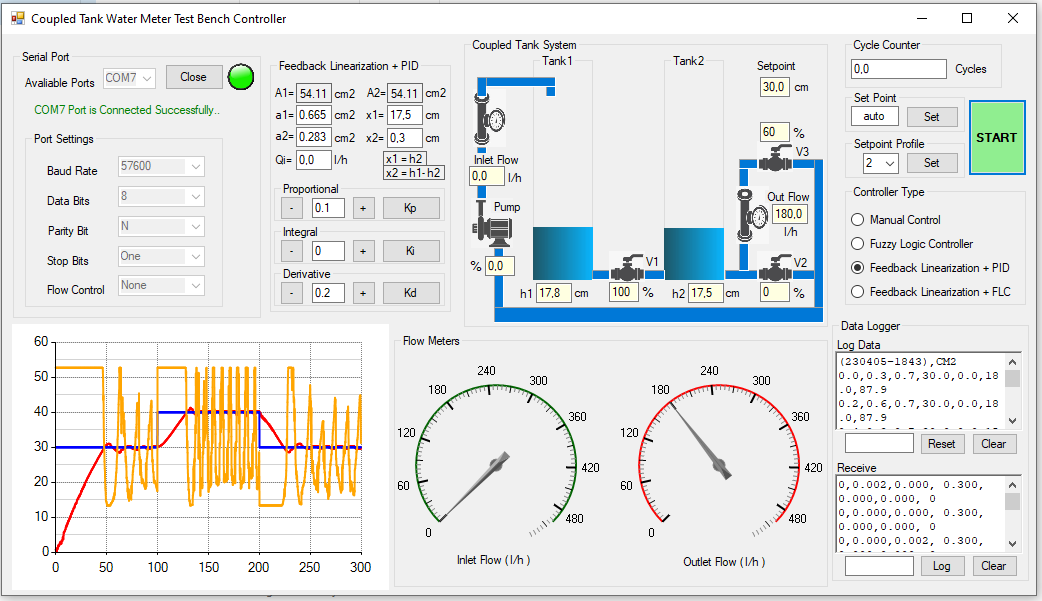 Coupled Tank Water Meter Test Bench Controller
Serial Port
Avaliable Ports COM7 Close
COM7 Port is Connected Successfully..
Port Settings
Baud Rate 57600
Data Bits 8
Parity Bit N
Stop Bits One
Flow Control None
Feedback Linearization + PID
A1= 54.11 cm2 A2= 54.11 cm2
a1= 0.665 cm2 x1= 17,5 cm
a2= 0.283 cm2 x2= 0,3 cm
Qi= 0,0 l/h x1 = h2
x2 = h1- h2
Proportional
- 0.1 + Kp
Integral
- 0 + Ki
Derivative
- 0.2 + Kd
Coupled Tank System
Tank1
Tank2
Setpoint
30,0 cm
60 %
V3
Inlet Flow
0,0 l/h
Pump
% 0,0
Out Flow
180,0
l/h
V1
V2
h1 17,8 cm
100 %
h2 17,5 cm
0 %
Cycle Counter
0,0 Cycles
Set Point
auto Set
Setpoint Profile
2 Set
START
Controller Type
Manual Control
Fuzzy Logic Controller
Feedback Linearization + PID
Feedback Linearization + FLC
60
50
40
30
20
10
0
0 50 100 150 200 250 300
Flow Meters
0 60 120 180 240 300 360 420 480
Inlet Flow ( l/h )
0 60 120 180 240 300 360 420 480
Outlet Flow ( l/h )
Data Logger
Log Data
(230405-1843),CM2
0.0,0.3,0.7,30.0,0.0,18
.0,87.9
0.2,0.6,0.7,30.0,0.0,18
.0,87.9
Reset Clear
Receive
0,0.002,0.000, 0.300,
0.000,0.000, 0
0,0.000,0.000, 0.300,
0.000,0.000, 0
0,0.000,0.002, 0.300,
Log Clear